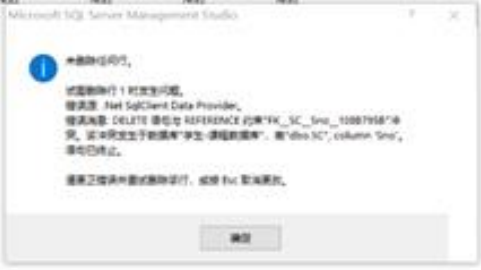 Microsoft SQL Server Management Studio
未删除任何行。
试图删除行 1 时发生问题。
错误源: .Net SqlClient Data Provider。
错误消息: DELETE 语句与 REFERENCE 约束"FK__SC__Sno__
突。该冲突发生于数据库"学生-课程数据库"，表"dbo.SC", column 'Sno'。
语句已终止。
请更正错误并重试删除该行，或按 Esc 取消更改。
确定